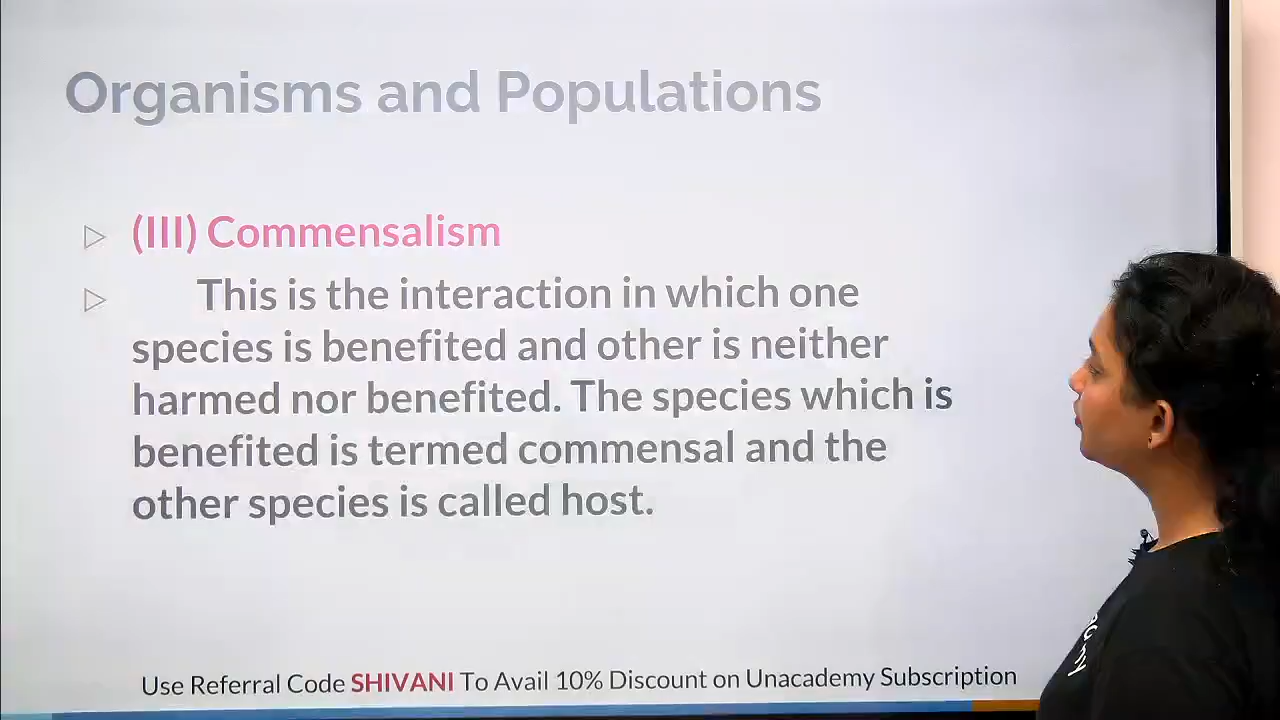 Organisms and Populations
(III) Commensalism
This is the interaction in which one
species is benefited and other is neither
harmed nor benefited. The species which is
benefited is termed commensal and the
other species is called host.
Use Referral Code SHIVANI To Avail 10% Discount on Unacademy Subscription